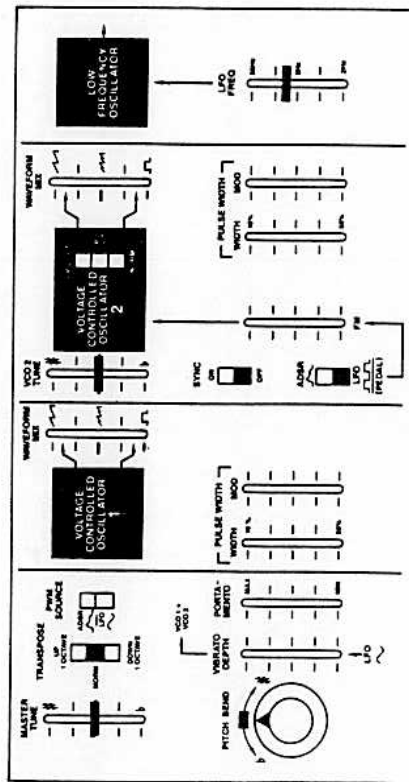 MASTER TUNE
TRANSPOSE
UP
1 OCTAVE
NORM
DOWN
1 OCTAVE
PWM
SOURCE
ADSR
LFO
VOLTAGE
CONTROLLED
OSCILLATOR
1
WAVEFORM
MIX
VCO 2
TUNE
VOLTAGE
CONTROLLED
OSCILLATOR
2
WAVEFORM
MIX
LOW
FREQUENCY
OSCILLATOR
PITCH BEND
VCO 1+
VCO 2
VIBRATO
DEPTH
LFO
PORTA-
MENTO
PULSE WIDTH
WIDTH
MOD
SYNC
ON
OFF
ADSR
LFO
(PEDAL)
FM
PULSE WIDTH
WIDTH
MOD
LFO
FREQ